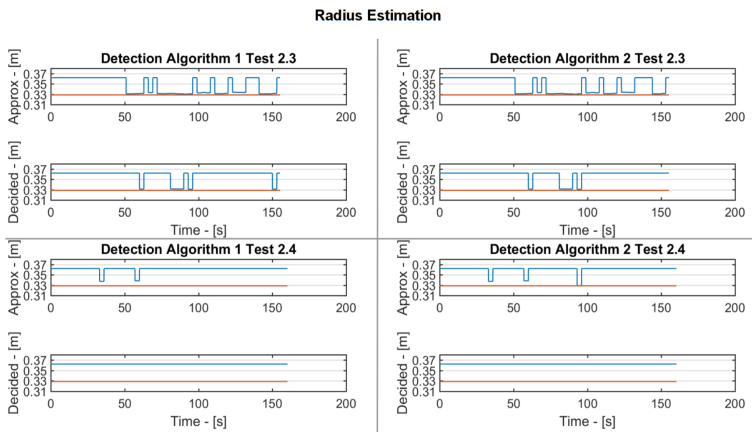 Radius Estimation
Detection Algorithm 1 Test 2.3
Approx - [m]
0.37
0.35
0.33
0.31
0 50 100 150 200
Decided - [m]
0.37
0.35
0.33
0.31
0 50 100 150 200
Time - [s]
Detection Algorithm 2 Test 2.3
Approx - [m]
0.37
0.35
0.33
0.31
0 50 100 150 200
Decided - [m]
0.37
0.35
0.33
0.31
0 50 100 150 200
Time - [s]
Detection Algorithm 1 Test 2.4
Approx - [m]
0.37
0.35
0.33
0.31
0 50 100 150 200
Decided - [m]
0.37
0.35
0.33
0.31
0 50 100 150 200
Time - [s]
Detection Algorithm 2 Test 2.4
Approx - [m]
0.37
0.35
0.33
0.31
0 50 100 150 200
Decided - [m]
0.37
0.35
0.33
0.31
0 50 100 150 200
Time - [s]